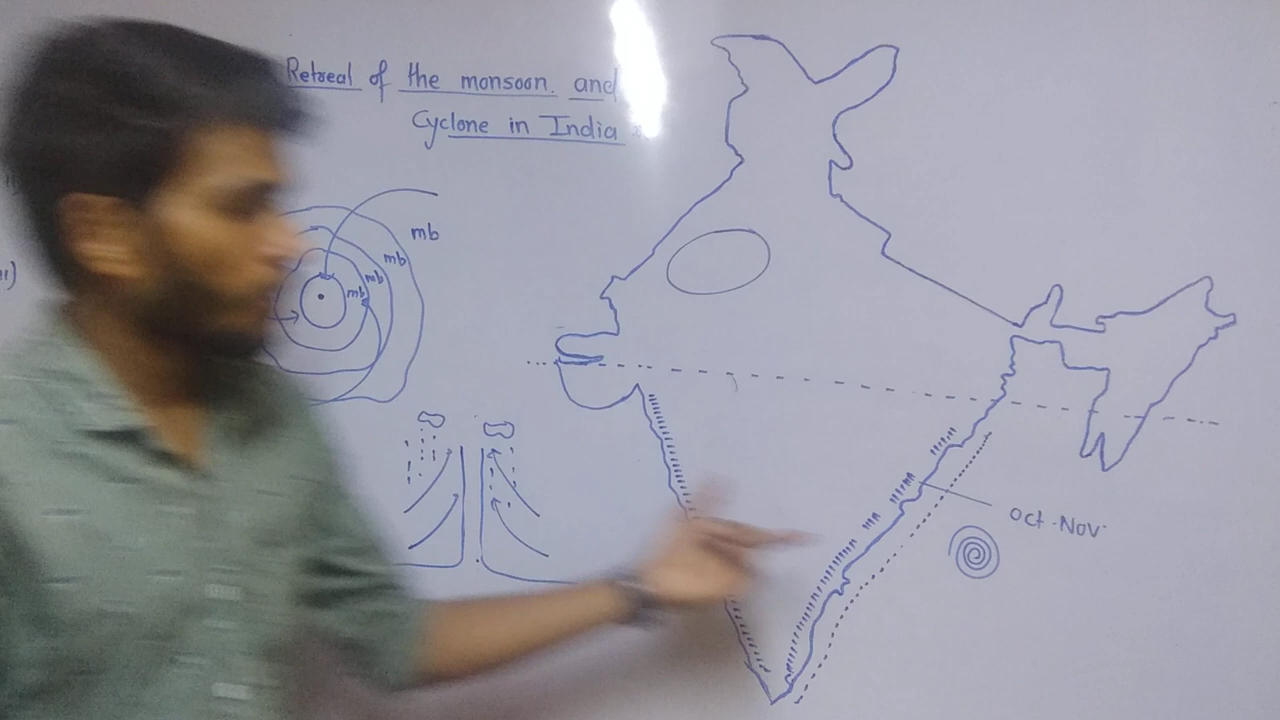 Retreal of the monsoon. and
Cyclone in India
mb
mb
mb
mb
Oct-Nov.